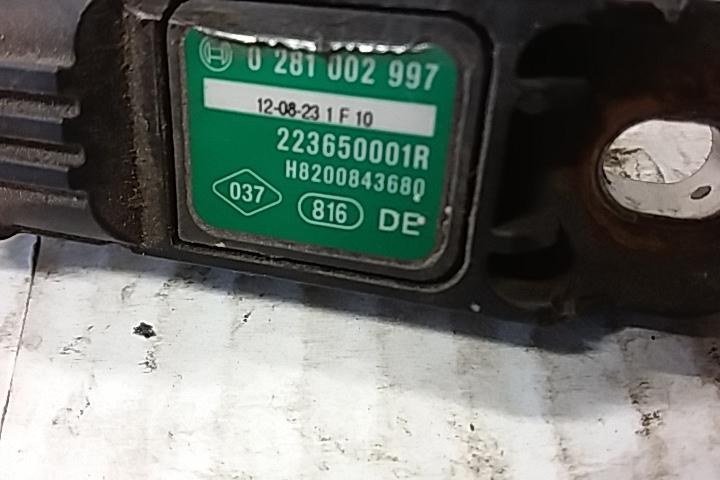 0 281 002 997
12-08-23 1 F 10
223650001R
H8200843680
037 816 DE